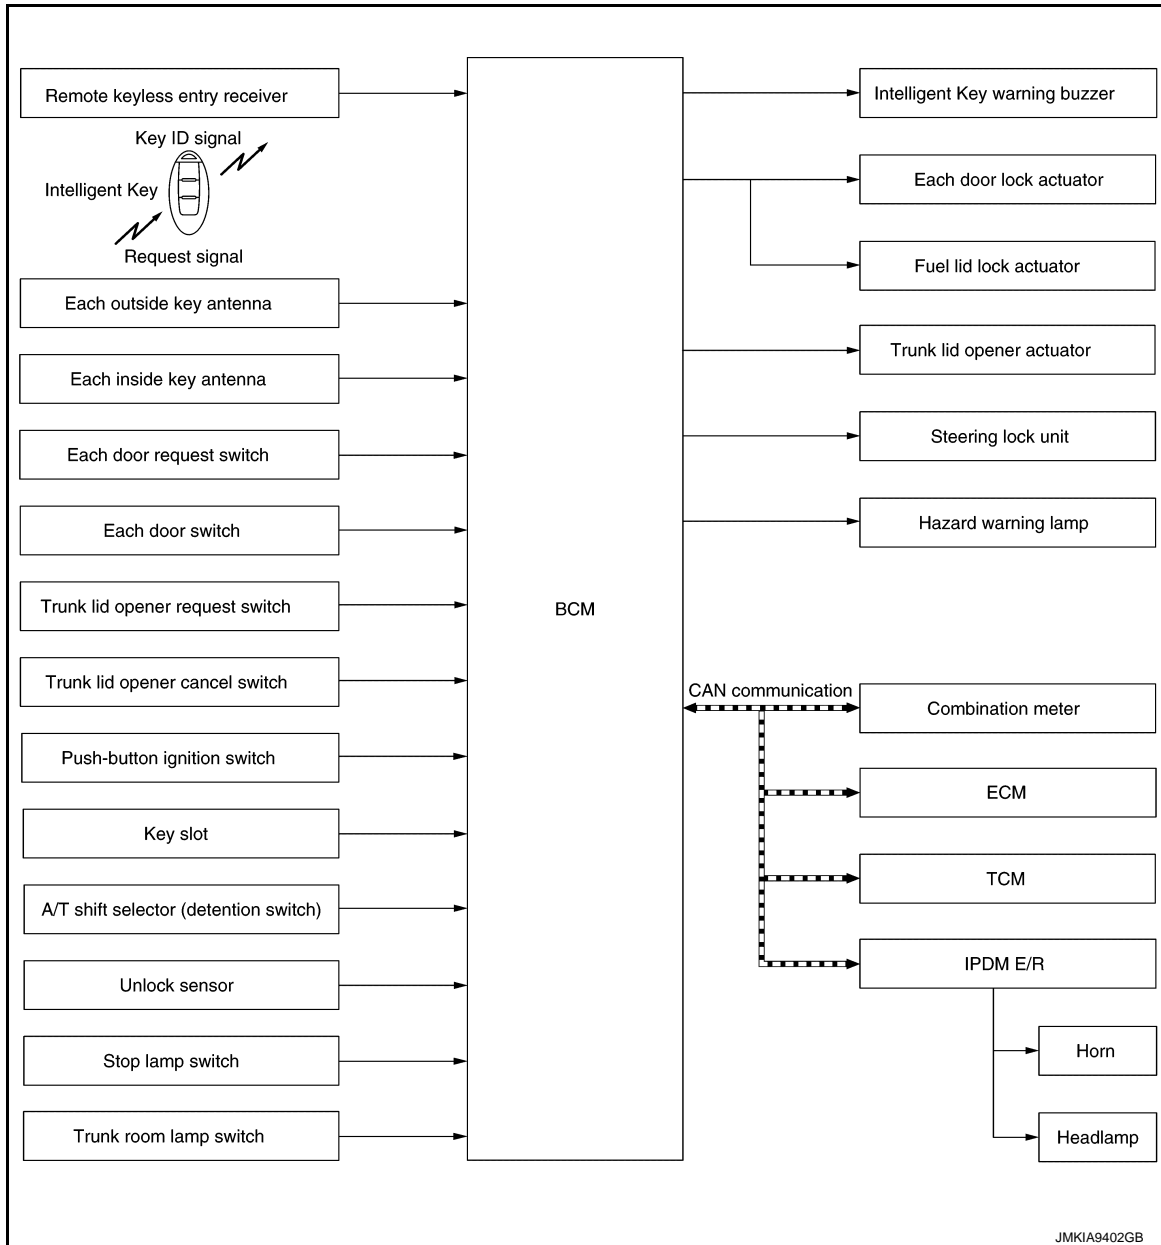 Remote keyless entry receiver
Key ID signal
Intelligent Key
Request signal
Each outside key antenna
Each inside key antenna
Each door request switch
Each door switch
Trunk lid opener request switch
Trunk lid opener cancel switch
Push-button ignition switch
Key slot
A/T shift selector (detention switch)
Unlock sensor
Stop lamp switch
Trunk room lamp switch
BCM
Intelligent Key warning buzzer
Each door lock actuator
Fuel lid lock actuator
Trunk lid opener actuator
Steering lock unit
Hazard warning lamp
CAN communication
Combination meter
ECM
TCM
IPDM E/R
Horn
Headlamp
JMKIA9402GB